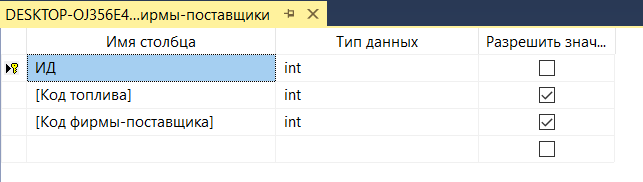 DESKTOP-OJ356E4...ирмы-поставщики
Имя столбца Тип данных Разрешить знач...
ИД int
[Код топлива] int
[Код фирмы-поставщика] int